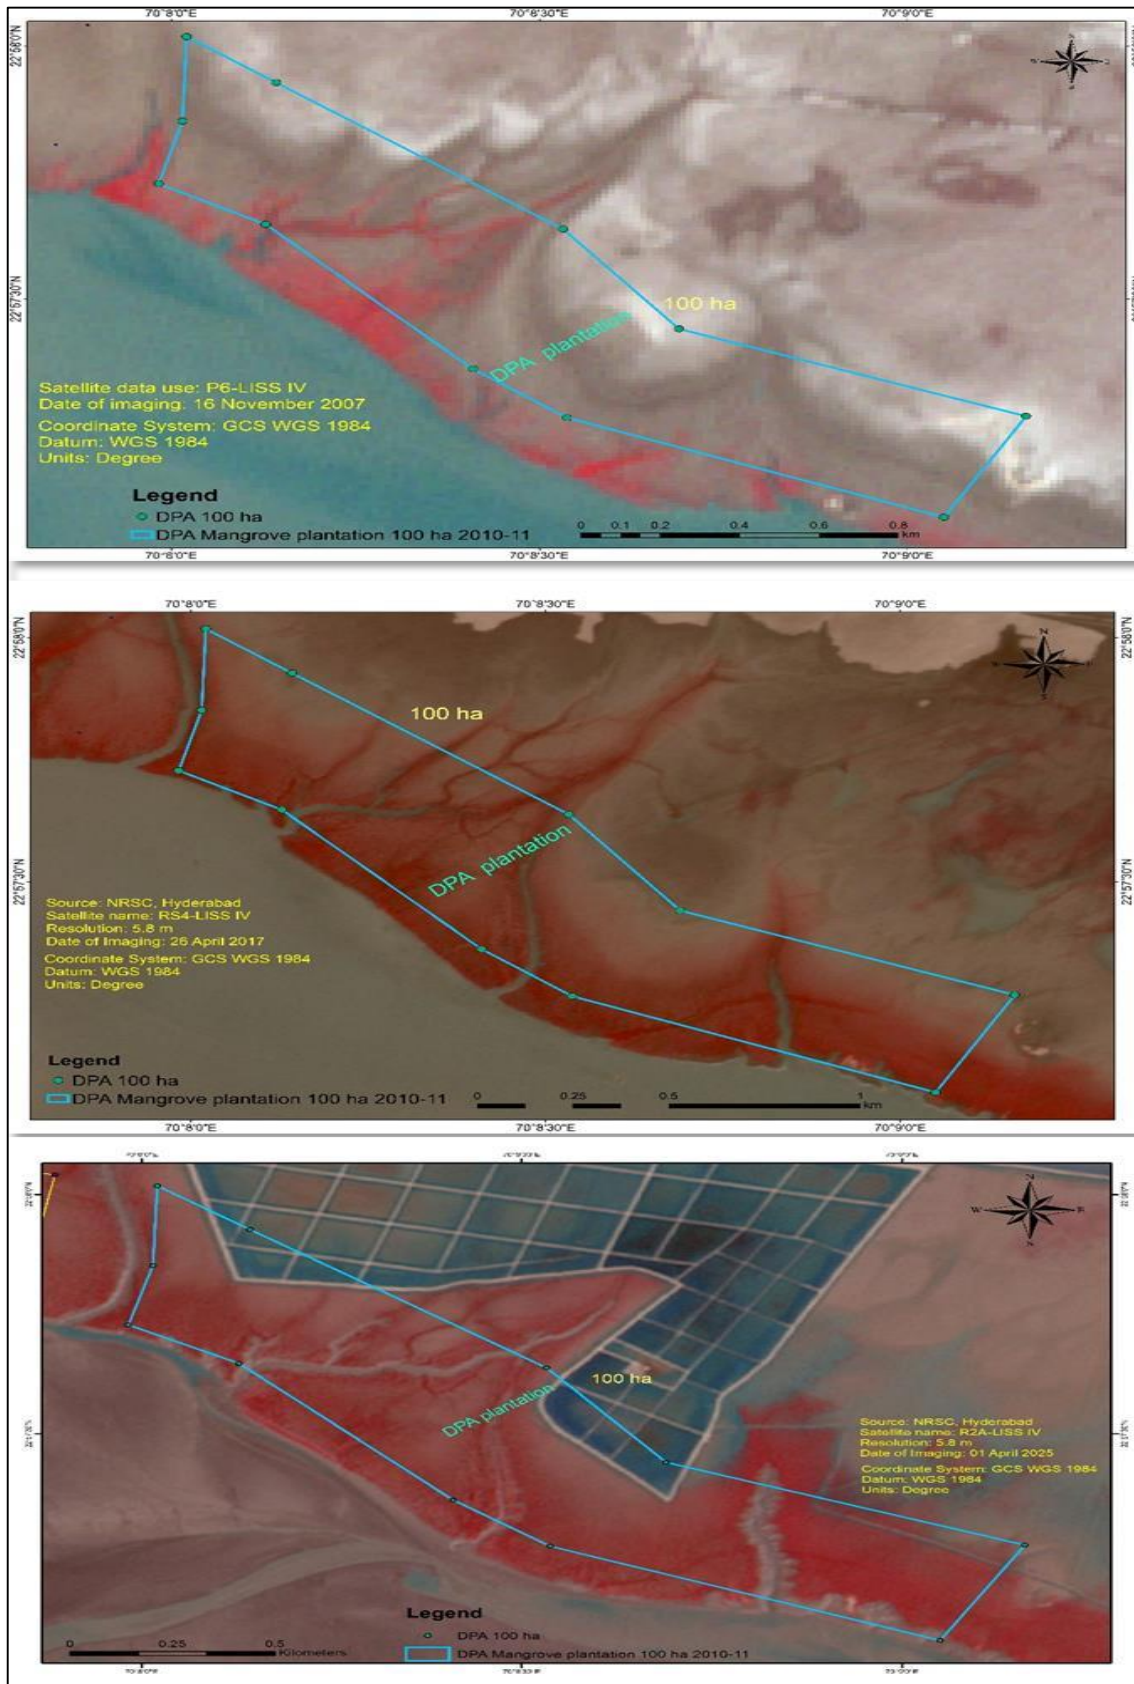 70°8'0"E 70°8'30"E 70°9'0"E
22°58'0"N
22°57'30"N
100 ha
DPA plantation
Satellite data use: P6-LISS IV
Date of imaging: 16 November 2007
Coordinate System: GCS WGS 1984
Datum: WGS 1984
Units: Degree
Legend
DPA 100 ha
DPA Mangrove plantation 100 ha 2010-11
0 0.1 0.2 0.4 0.6 0.8
km
70°8'0"E 70°8'30"E 70°9'0"E
70°8'0"E 70°8'30"E 70°9'0"E
22°58'0"N 22°58'0"N
N
100 ha
DPA plantation
22°57'30"N 22°57'30"N
Source: NRSC, Hyderabad
Satellite name: RS4-LISS IV
Resolution: 5.8 m
Date of Imaging: 26 April 2017
Coordinate System: GCS WGS 1984
Datum: WGS 1984
Units: Degree
Legend
DPA 100 ha
DPA Mangrove plantation 100 ha 2010-11
0 0.25 0.5 1
km
70°8'0"E 70°8'30"E 70°9'0"E
N
W
100 ha
DPA plantation
Source: NRSC, Hyderabad
Satellite name: R2A-LISS IV
Resolution: 5.8 m
Date of Imaging: 01 April 2025
Coordinate System: GCS WGS 1984
Datum: WGS 1984
Units: Degree
Legend
DPA 100 ha
DPA Mangrove plantation 100 ha 2010-11
0 0.25 0.5
Kilometers